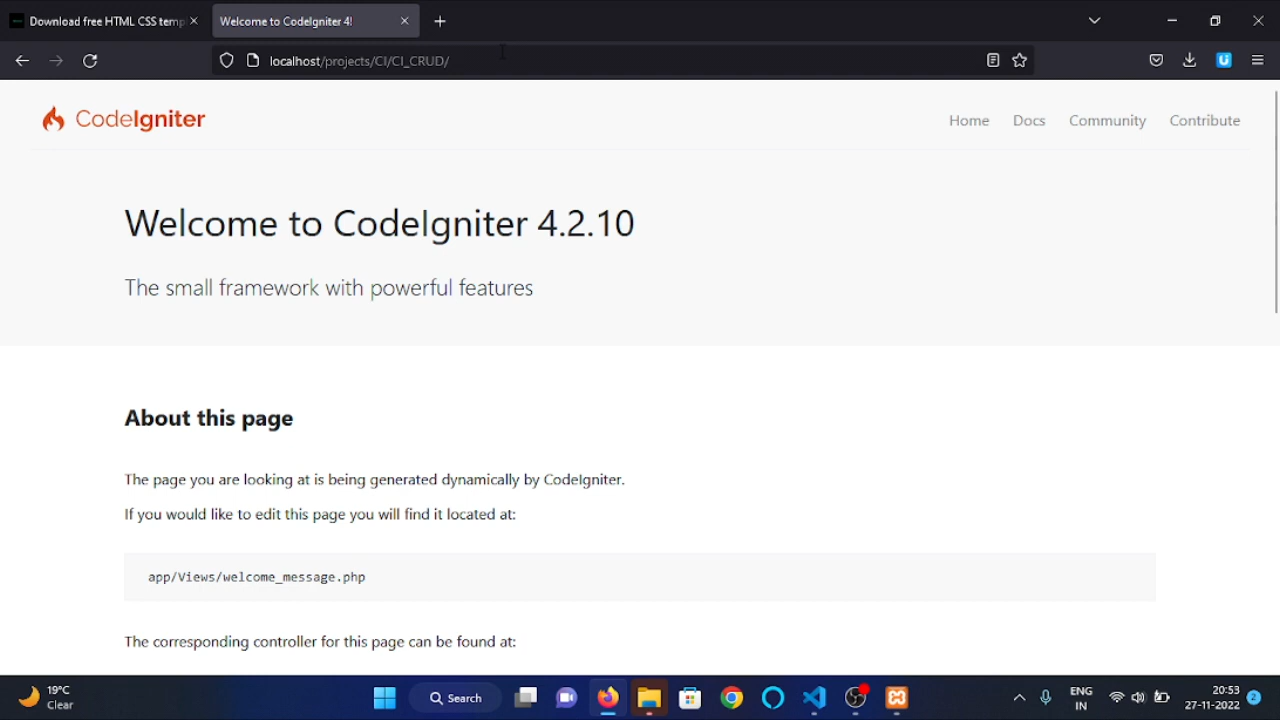 Download free HTML CSS temp
Welcome to CodeIgniter 4!
localhost/projects/CI/CI_CRUD/
CodeIgniter
Home Docs Community Contribute
Welcome to CodeIgniter 4.2.10
The small framework with powerful features
About this page
The page you are looking at is being generated dynamically by CodeIgniter.
If you would like to edit this page you will find it located at:
app/Views/welcome_message.php
The corresponding controller for this page can be found at:
19°C
Clear
Search
ENG
IN
20:53
27-11-2022
2